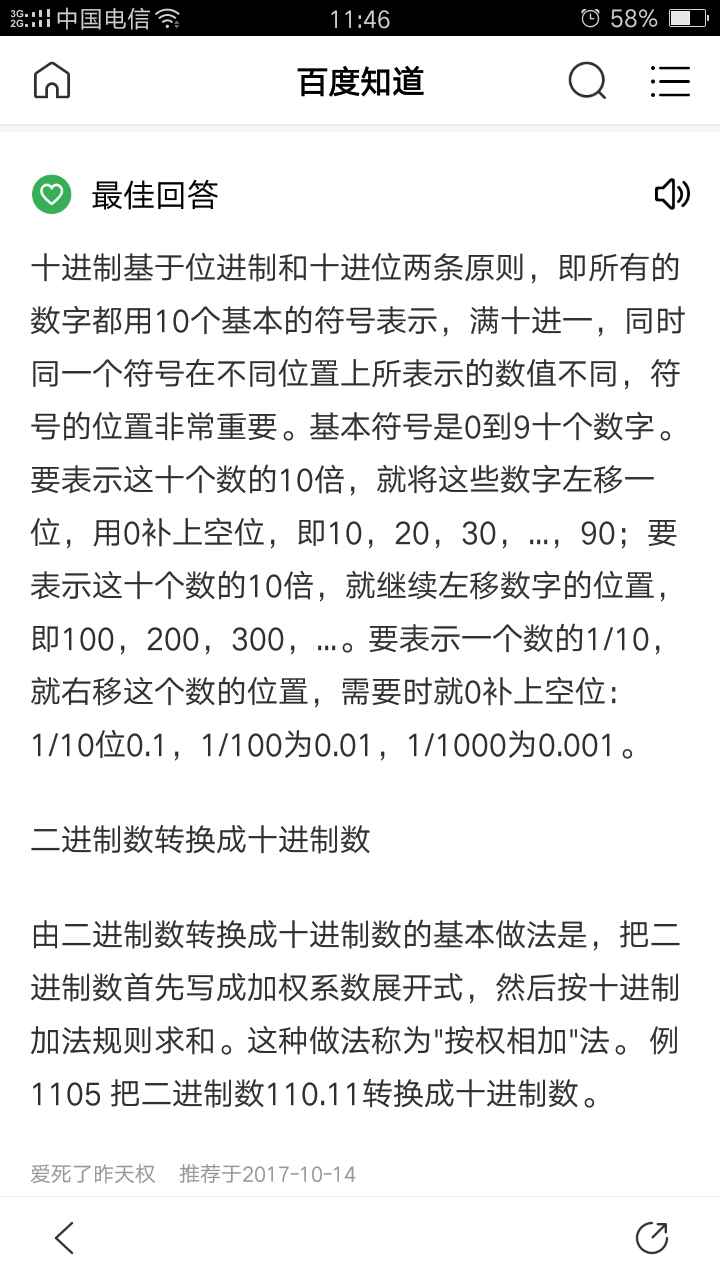 3G 2G 中国电信 11:46 58%
百度知道
最佳回答
十进制基于位进制和十进位两条原则，即所有的
数字都用10个基本的符号表示，满十进一，同时
同一个符号在不同位置上所表示的数值不同，符
号的位置非常重要。基本符号是0到9十个数字。
要表示这十个数的10倍，就将这些数字左移一
位，用0补上空位，即10，20，30，...，90；要
表示这十个数的10倍，就继续左移数字的位置，
即100，200，300，...。要表示一个数的1/10，
就右移这个数的位置，需要时就0补上空位：
1/10位0.1，1/100为0.01，1/1000为0.001。
二进制数转换成十进制数
由二进制数转换成十进制数的基本做法是，把二
进制数首先写成加权系数展开式，然后按十进制
加法规则求和。这种做法称为"按权相加"法。 例
1105 把二进制数110.11转换成十进制数。
爱死了昨天权 推荐于2017-10-14